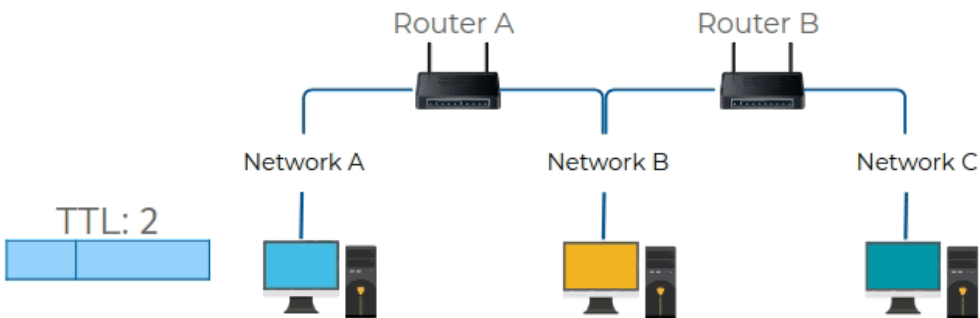 Router A
Router B
Network A
Network B
Network C
TTL: 2